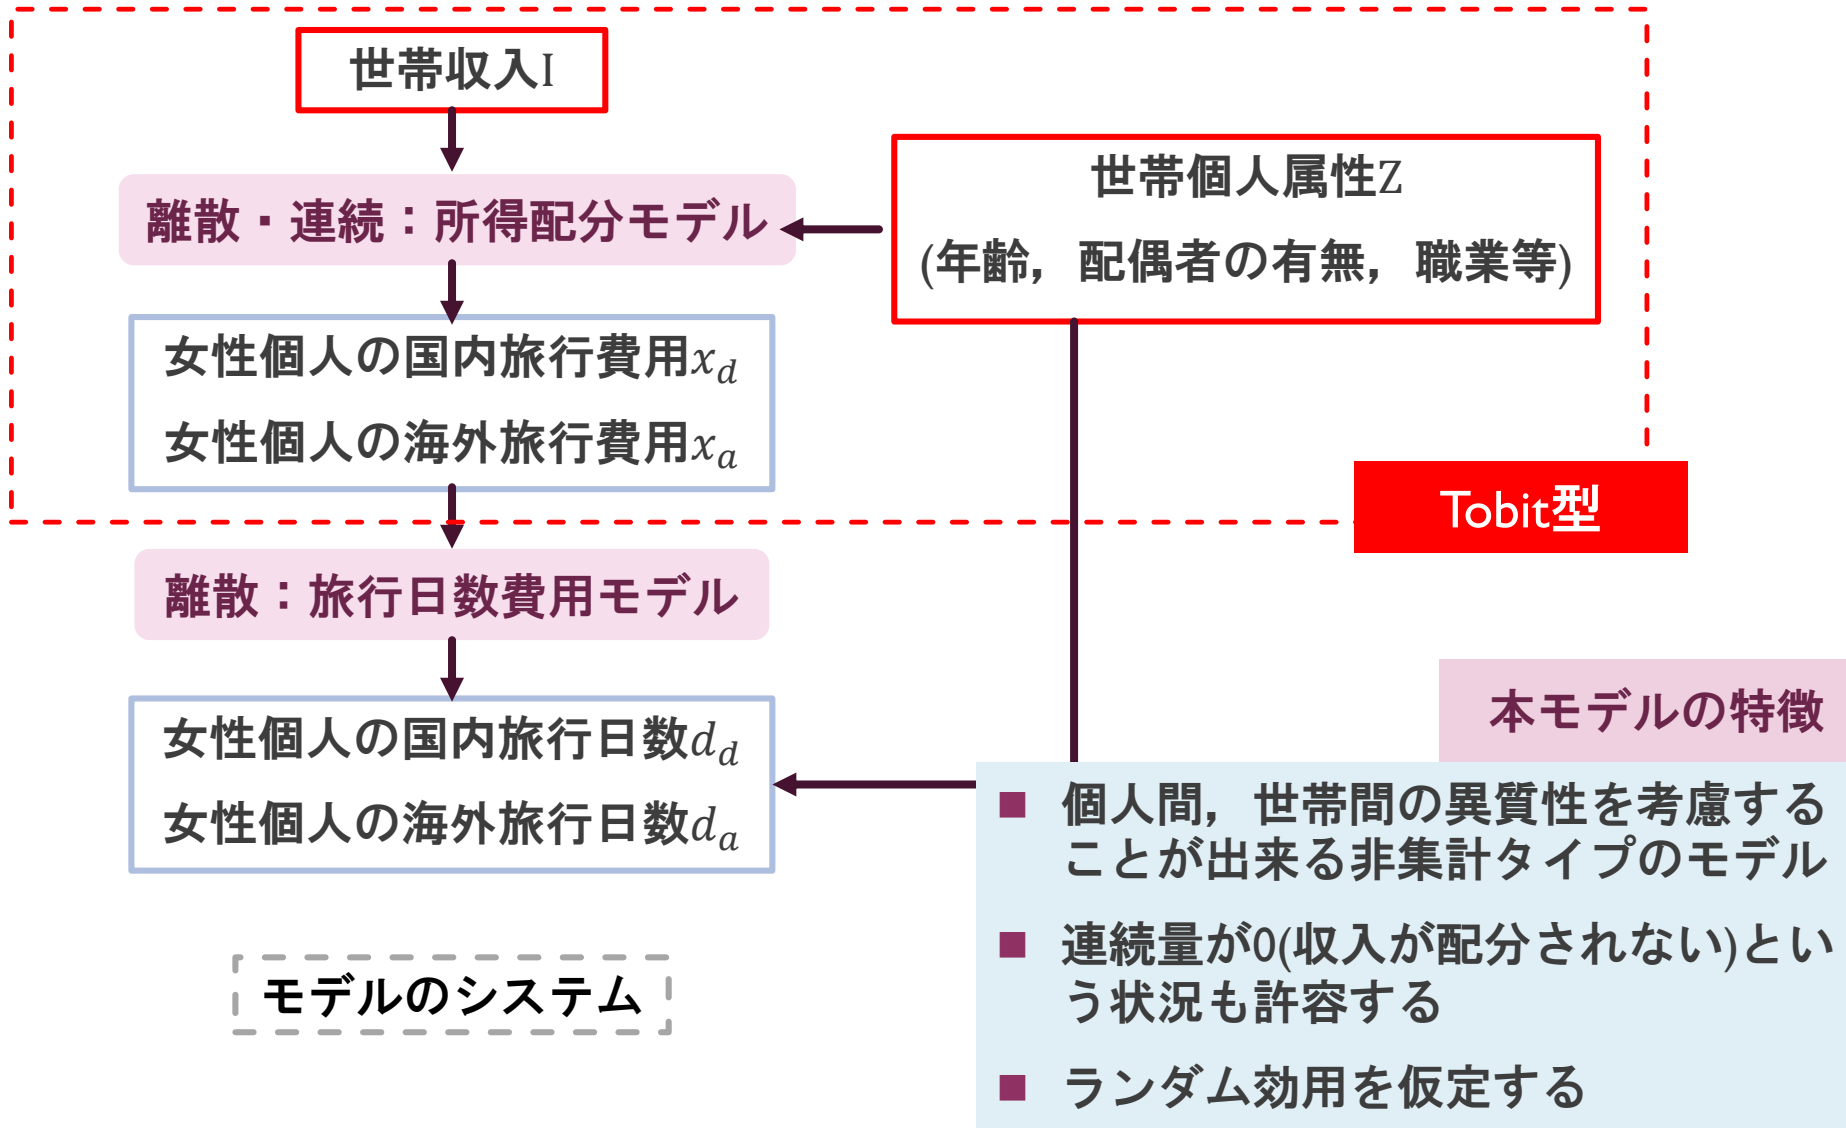 世帯収入I
離散・連続：所得配分モデル
世帯個人属性Z
(年齢，配偶者の有無，職業等)
女性個人の国内旅行費用x_d
女性個人の海外旅行費用x_a
Tobit型
離散：旅行日数費用モデル
女性個人の国内旅行日数d_d
女性個人の海外旅行日数d_a
モデルのシステム
本モデルの特徴
■ 個人間，世帯間の異質性を考慮する
ことが出来る非集計タイプのモデル
■ 連続量が0(収入が配分されない)とい
う状況も許容する
■ ランダム効用を仮定する